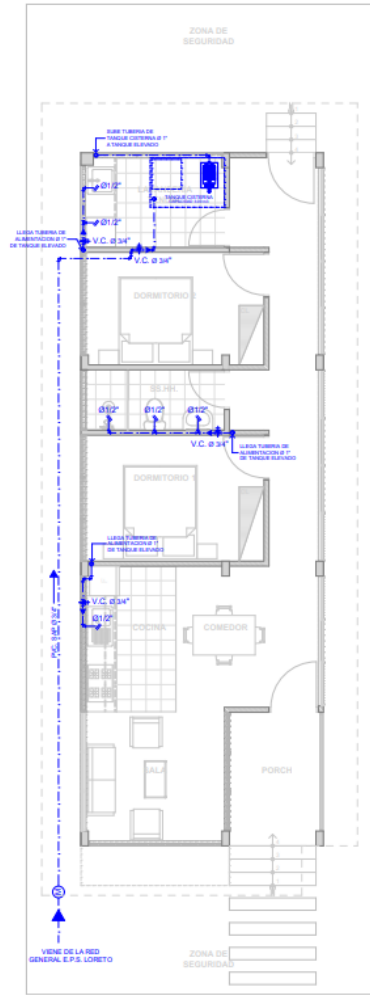 ZONA DE
SEGURIDAD
SUBE TUBERIA DE
TANQUE CISTERNA Ø 1"
A TANQUE ELEVADO
Ø1/2"
TANQUE CISTERNA
Ø1/2"
LLEGA TUBERIA DE
ALIMENTACION Ø 1"
DE TANQUE ELEVADO
V.C. Ø 3/4"
V.C. Ø 3/4"
DORMITORIO 2
SS.HH.
Ø1/2"
Ø1/2"
Ø1/2"
V.C. Ø 3/4"
LLEGA TUBERIA DE
ALIMENTACION Ø 1"
DE TANQUE ELEVADO
DORMITORIO 1
LLEGA TUBERIA DE
ALIMENTACION Ø 1"
DE TANQUE ELEVADO
V.C. Ø 3/4"
Ø1/2"
COCINA
COMEDOR
PVC. SAP Ø 3/4"
SALA
PORCH
M
VIENE DE LA RED
GENERAL E.P.S. LORETO
ZONA DE
SEGURIDAD